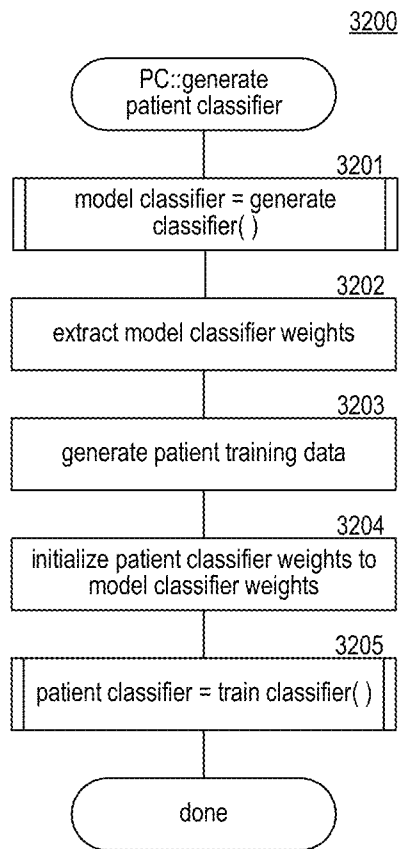 3200
PC::generate
patient classifier
3201
model classifier = generate
classifier( )
3202
extract model classifier weights
3203
generate patient training data
3204
initialize patient classifier weights to
model classifier weights
3205
patient classifier = train classifier( )
done